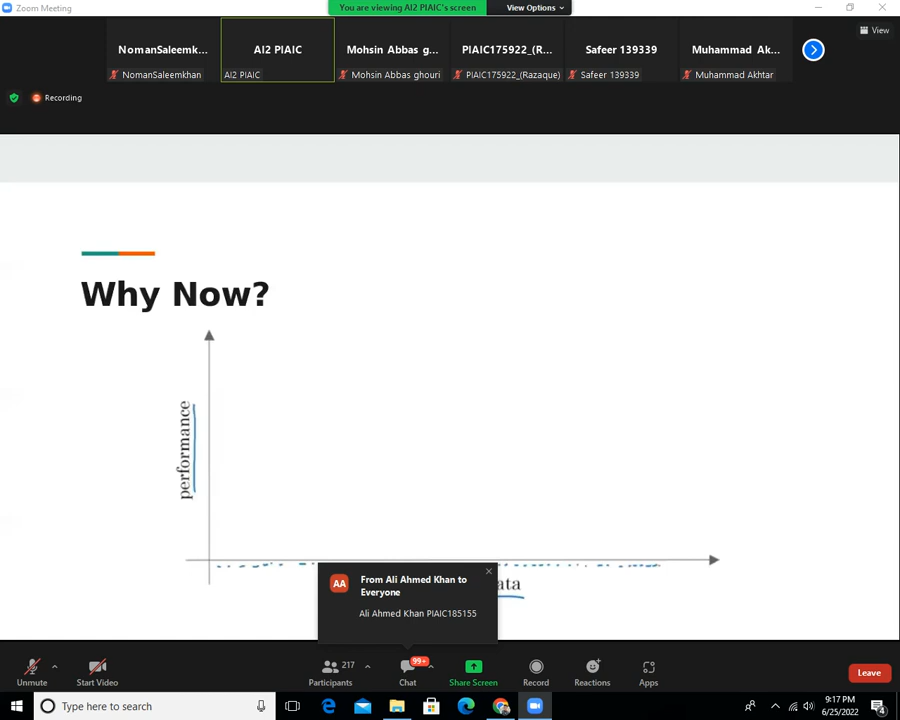 Zoom Meeting
You are viewing AI2 PIAIC's screen
View Options
View
NomanSaleemk...
AI2 PIAIC
Mohsin Abbas g...
PIAIC175922_(R...
Safeer 139339
Muhammad Ak...
NomanSaleemkhan
AI2 PIAIC
Mohsin Abbas ghouri
PIAIC175922_(Razaque)
Safeer 139339
Muhammad Akhtar
Recording
Why Now?
performance
ata
AA
From Ali Ahmed Khan to
Everyone
Ali Ahmed Khan PIAIC185155
217
99+
Unmute
Start Video
Participants
Chat
Share Screen
Record
Reactions
Apps
Leave
Type here to search
9:17 PM
6/25/2022
4